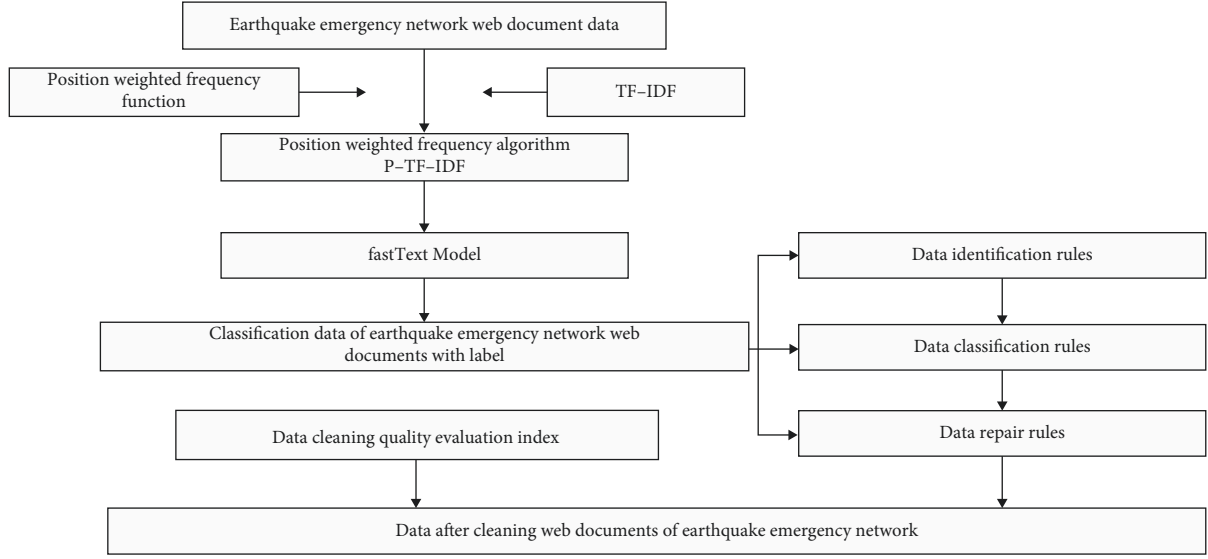 Earthquake emergency network web document data
Position weighted frequency
function
TF–IDF
Position weighted frequency algorithm
P–TF–IDF
fastText Model
Data identification rules
Classification data of earthquake emergency network web
documents with label
Data classification rules
Data cleaning quality evaluation index
Data repair rules
Data after cleaning web documents of earthquake emergency network